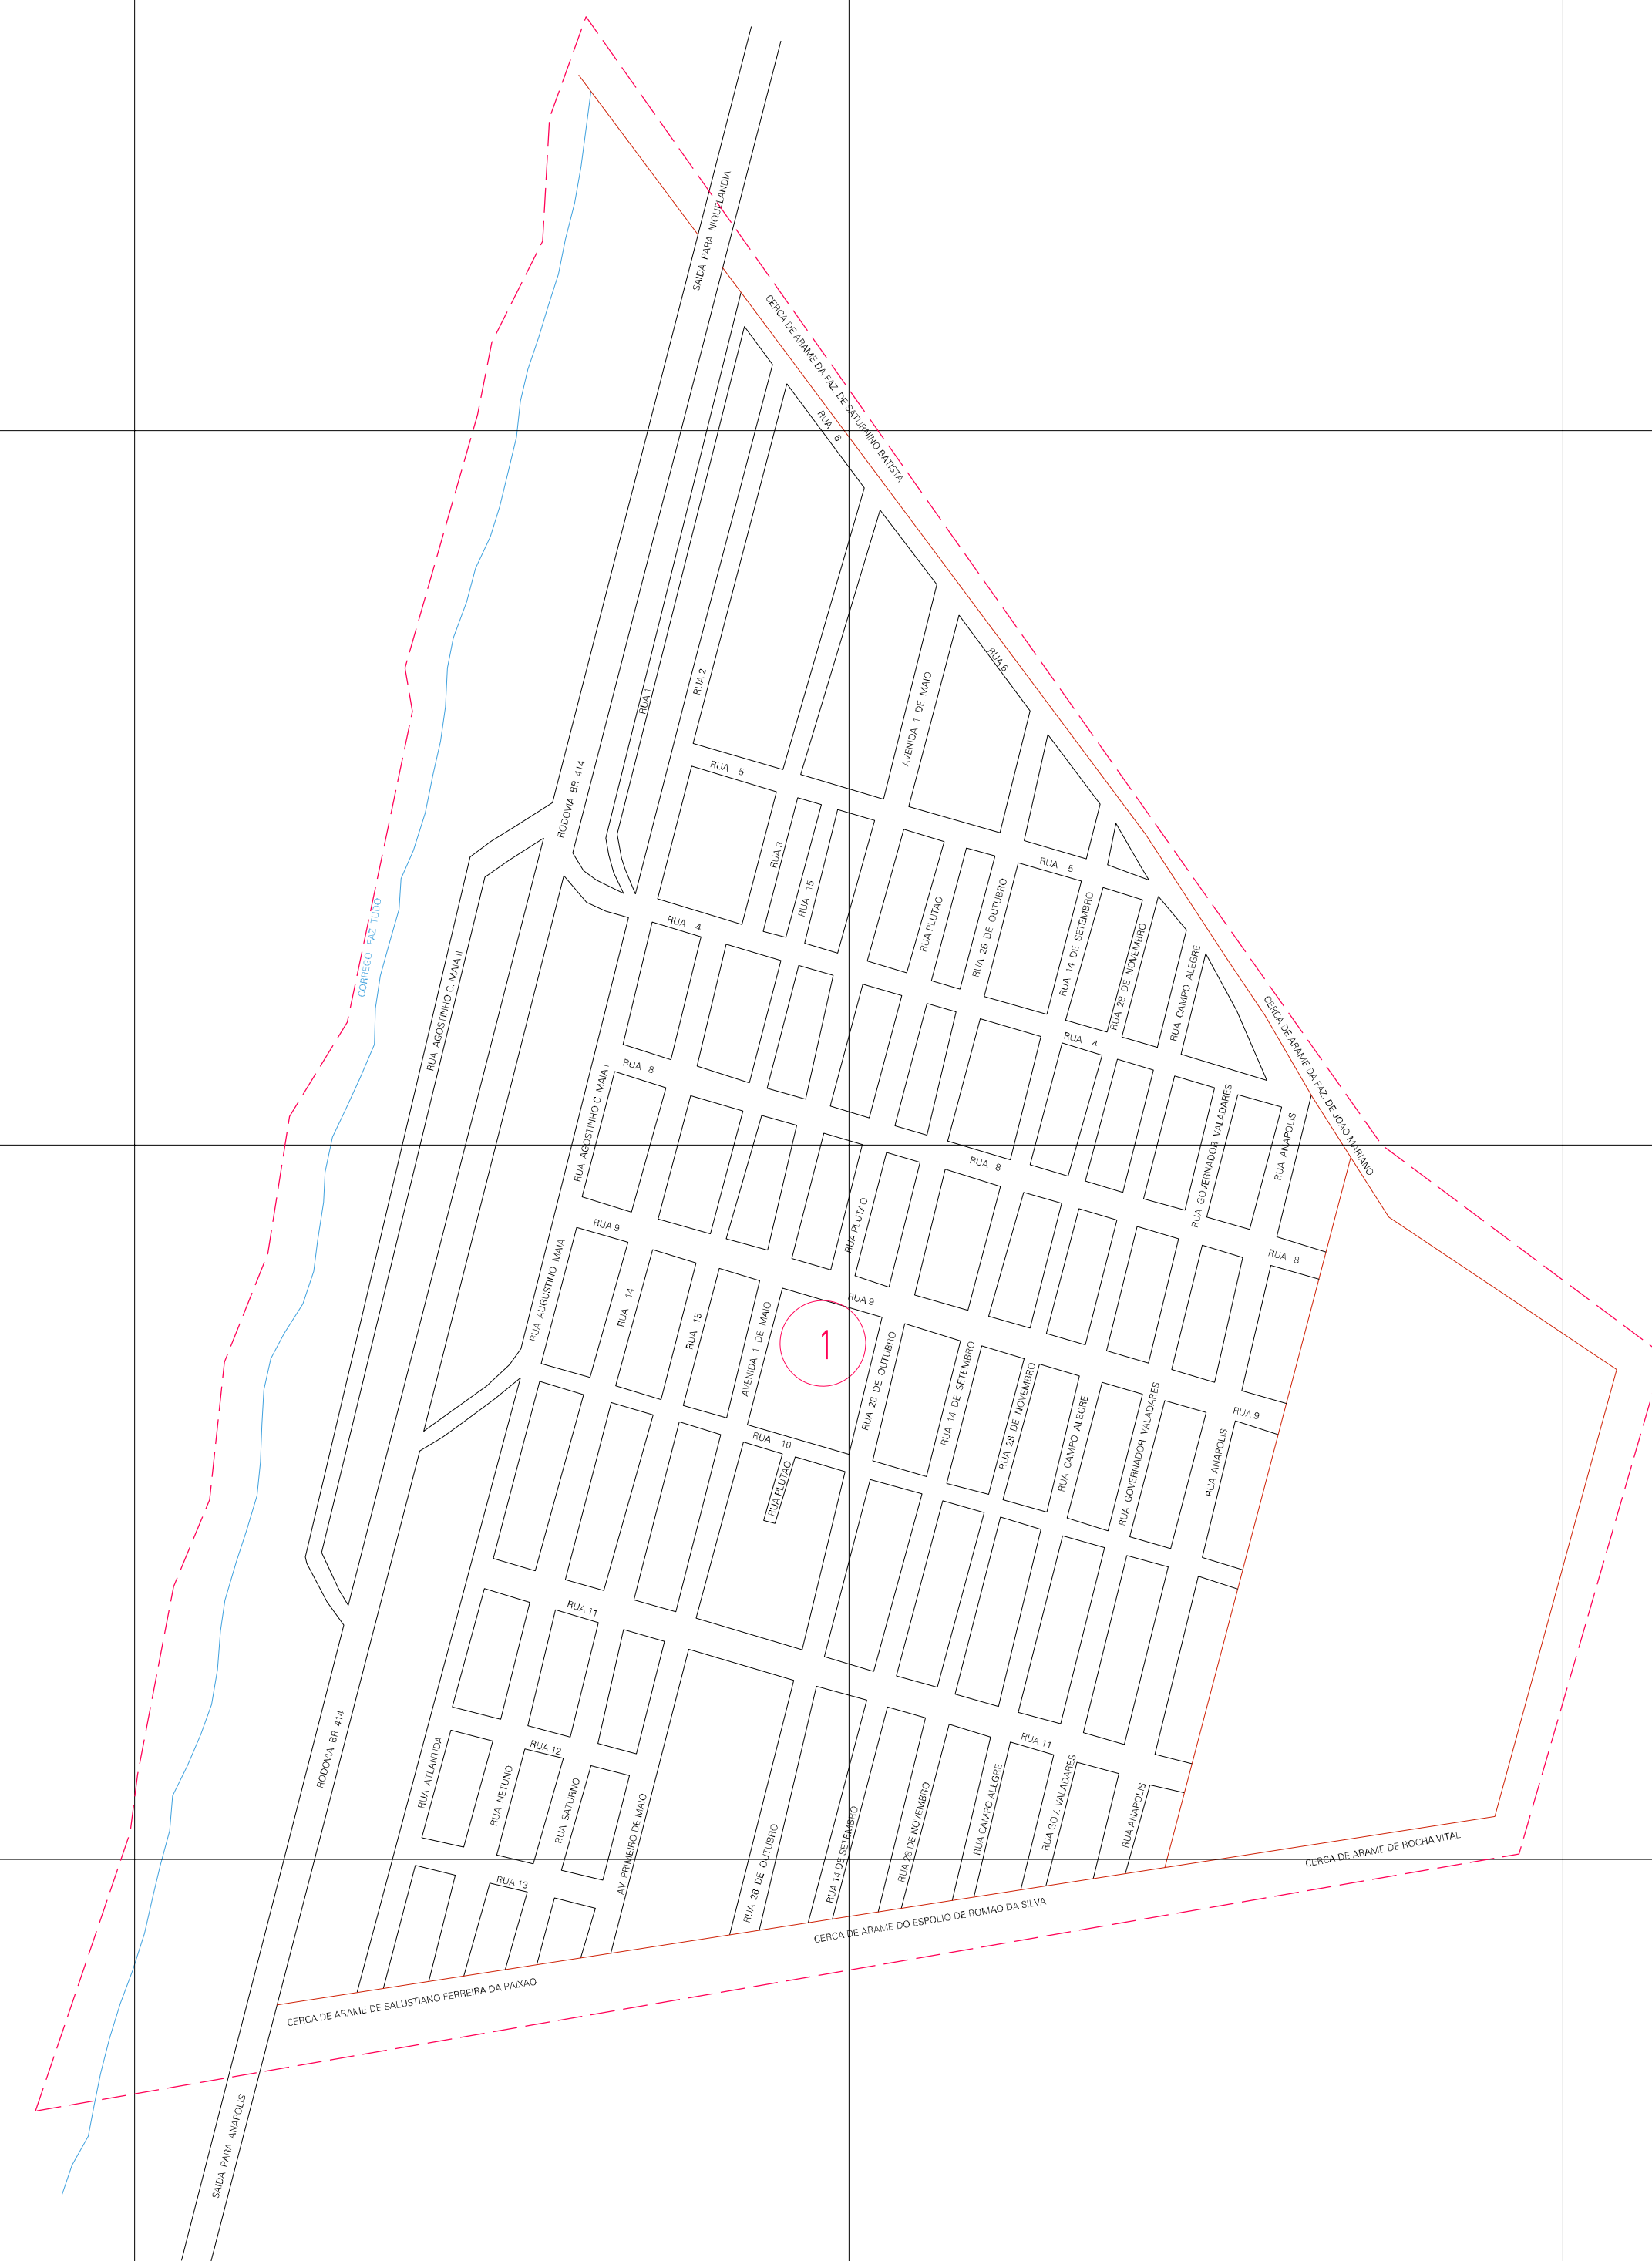 SAIDA PARA NIQUELANDIA
CERCA DE ARAME DA FAZ. DE SATURNINO BATISTA
RUA 6
RUA 6
RUA 2
RUA 1
AVENIDA 1 DE MAIO
RODOVIA BR 414
RUA 5
RUA 3
RUA 15
RUA 5
RUA PLUTAO
RUA 26 DE OUTUBRO
RUA 14 DE SETEMBRO
RUA 28 DE NOVEMBRO
RUA CAMPO ALEGRE
RUA 4
CORREGO FAZ TUDO
RUA AGOSTINHO C. MAIA II
RUA 4
CERCA DE ARAME DA FAZ. DE JOAO MARIANO
RUA 8
RUA AGOSTINHO C. MAIA I
RUA GOVERNADOR VALADARES
RUA ANAPOLIS
RUA 8
RUA 9
RUA PLUTAO
RUA 8
RUA AUGUSTINO MAIA
RUA 14
RUA 15
AVENIDA 1 DE MAIO
RUA 9
1
RUA 26 DE OUTUBRO
RUA 14 DE SETEMBRO
RUA 28 DE NOVEMBRO
RUA CAMPO ALEGRE
RUA GOVERNADOR VALADARES
RUA 9
RUA ANAPOLIS
RUA 10
RUA PLUTAO
RUA 11
RODOVIA BR 414
RUA ATLANTIDA
RUA 12
RUA NETUNO
RUA SATURNO
AV. PRIMEIRO DE MAIO
RUA 11
RUA 26 DE OUTUBRO
RUA 14 DE SETEMBRO
RUA 28 DE NOVEMBRO
RUA CAMPO ALEGRE
RUA GOV. VALADARES
RUA ANAPOLIS
RUA 13
CERCA DE ARAME DE ROCHA VITAL
CERCA DE ARAME DO ESPOLIO DE ROMAO DA SILVA
CERCA DE ARAME DE SALUSTIANO FERREIRA DA PAIXAO
SAIDA PARA ANAPOLIS